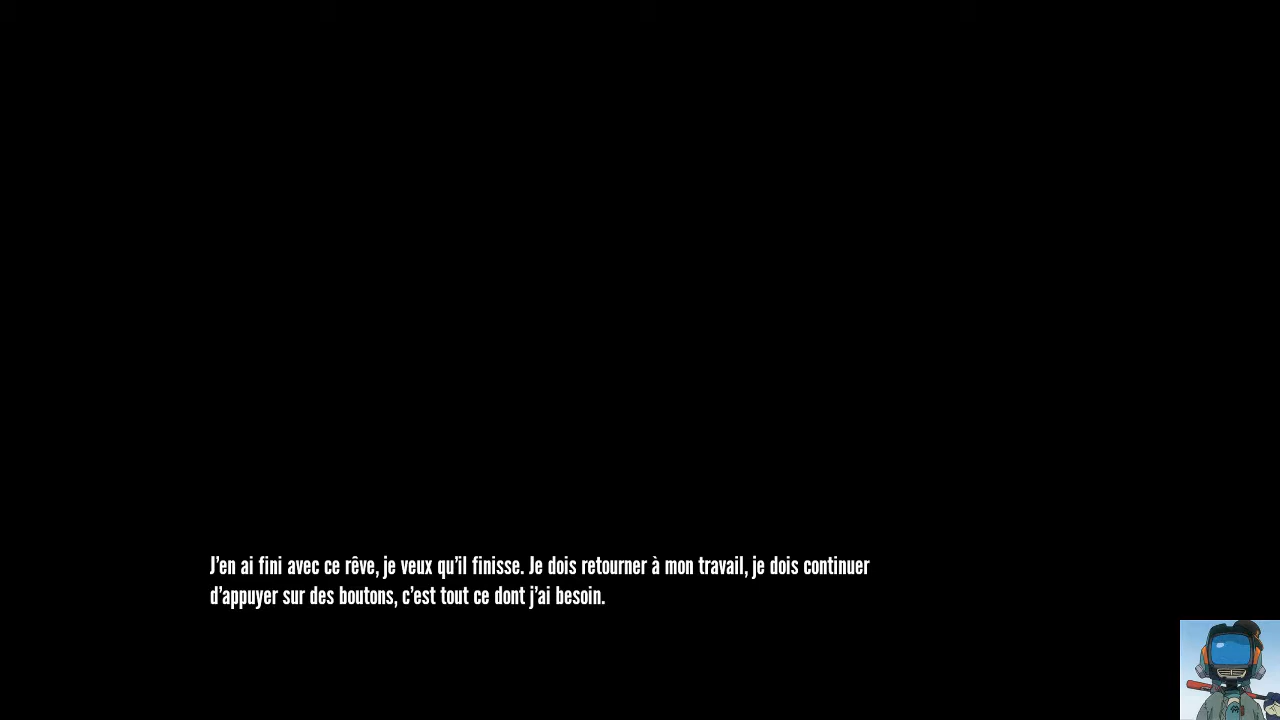 J’en ai fini avec ce rêve, je veux qu’il finisse. Je dois retourner à mon travail, je dois continuer
d’appuyer sur des boutons, c’est tout ce dont j’ai besoin.